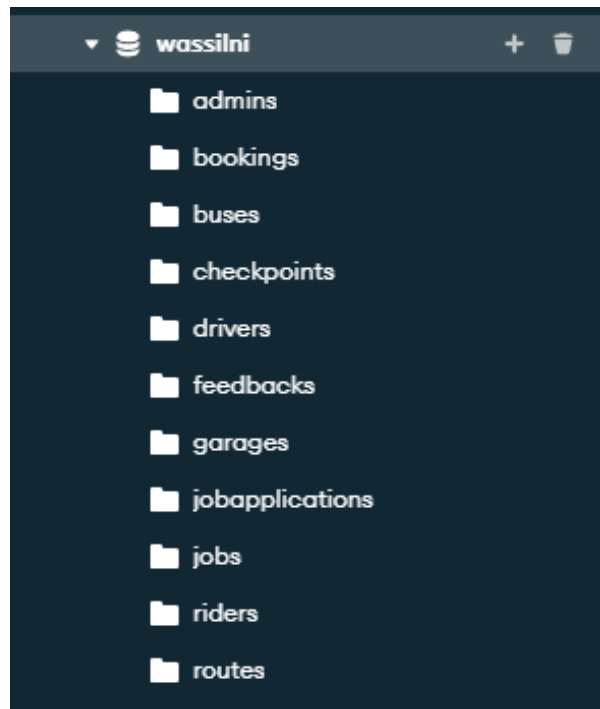 wassilni
admins
bookings
buses
checkpoints
drivers
feedbacks
garages
jobapplications
jobs
riders
routes